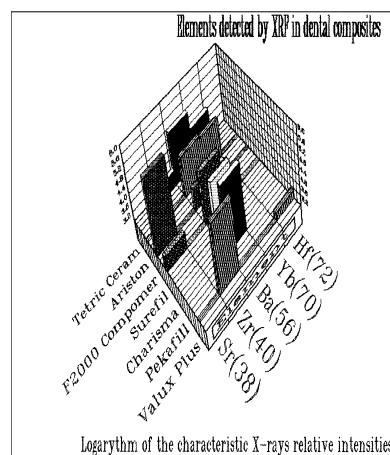 Elements detected by XRF in dental composites
Tetric Ceram
Ariston
F2000 Compomer
Surefil
Charisma
Pekafill
Valux Plus
Hf(72)
Yb(70)
Ba(56)
Zr(40)
Sr(38)
Logarythm of the characteristic X-rays relative intensities